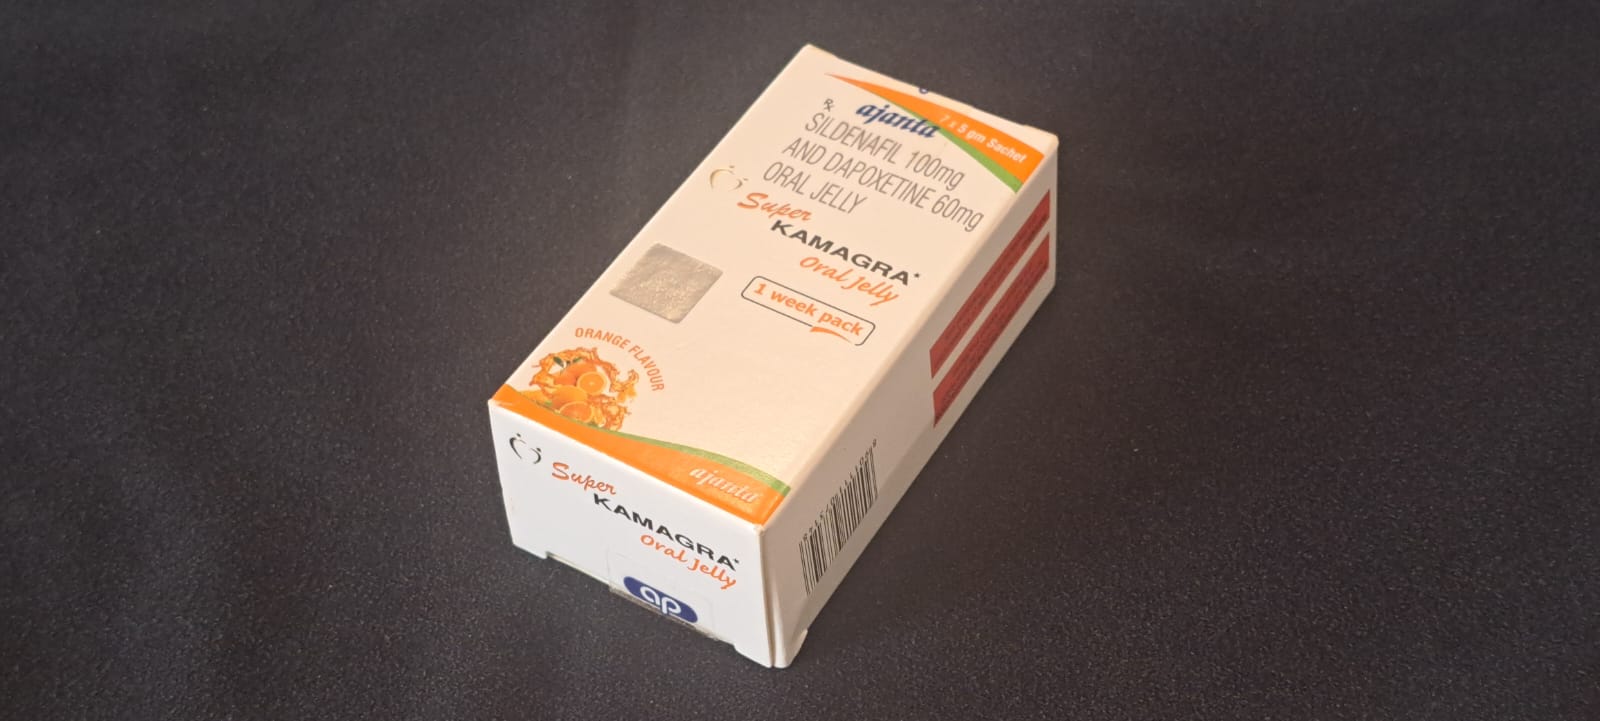 ℞ ajanta
7 x 5 gm Sachet
SILDENAFIL 100mg
AND DAPOXETINE 60mg
ORAL JELLY
Super
KAMAGRA*
Oral Jelly
1 week pack
ORANGE FLAVOUR
ajanta
Super
KAMAGRA*
Oral Jelly
ap